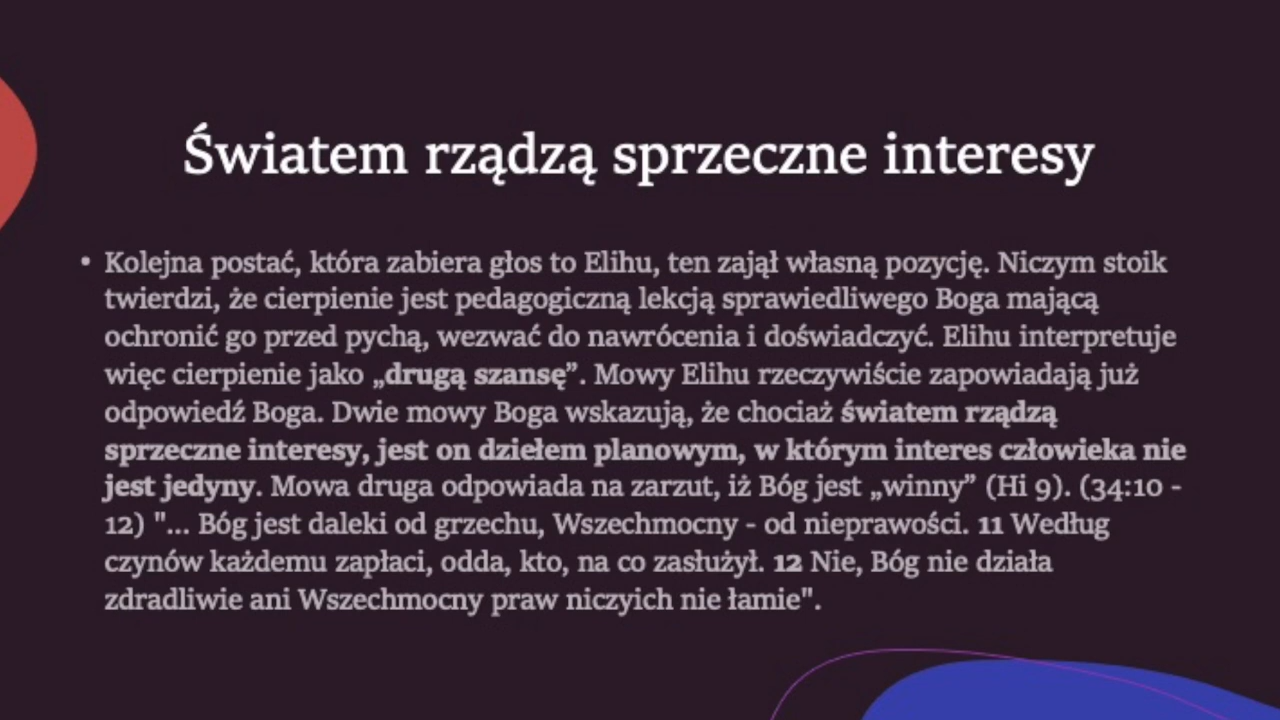 Światem rządzą sprzeczne interesy
• Kolejna postać, która zabiera głos to Elihu, ten zajął własną pozycję. Niczym stoik
twierdzi, że cierpienie jest pedagogiczną lekcją sprawiedliwego Boga mającą
ochronić go przed pychą, wezwać do nawrócenia i doświadczyć. Elihu interpretuje
więc cierpienie jako „drugą szansę”. Mowy Elihu rzeczywiście zapowiadają już
odpowiedź Boga. Dwie mowy Boga wskazują, że chociaż światem rządzą
sprzeczne interesy, jest on dziełem planowym, w którym interes człowieka nie
jest jedyny. Mowa druga odpowiada na zarzut, iż Bóg jest „winny” (Hi 9). (34:10 -
12) "... Bóg jest daleki od grzechu, Wszechmocny - od nieprawości. 11 Według
czynów każdemu zapłaci, odda, kto, na co zasłużył. 12 Nie, Bóg nie działa
zdradliwie ani Wszechmocny praw niczyich nie łamie".